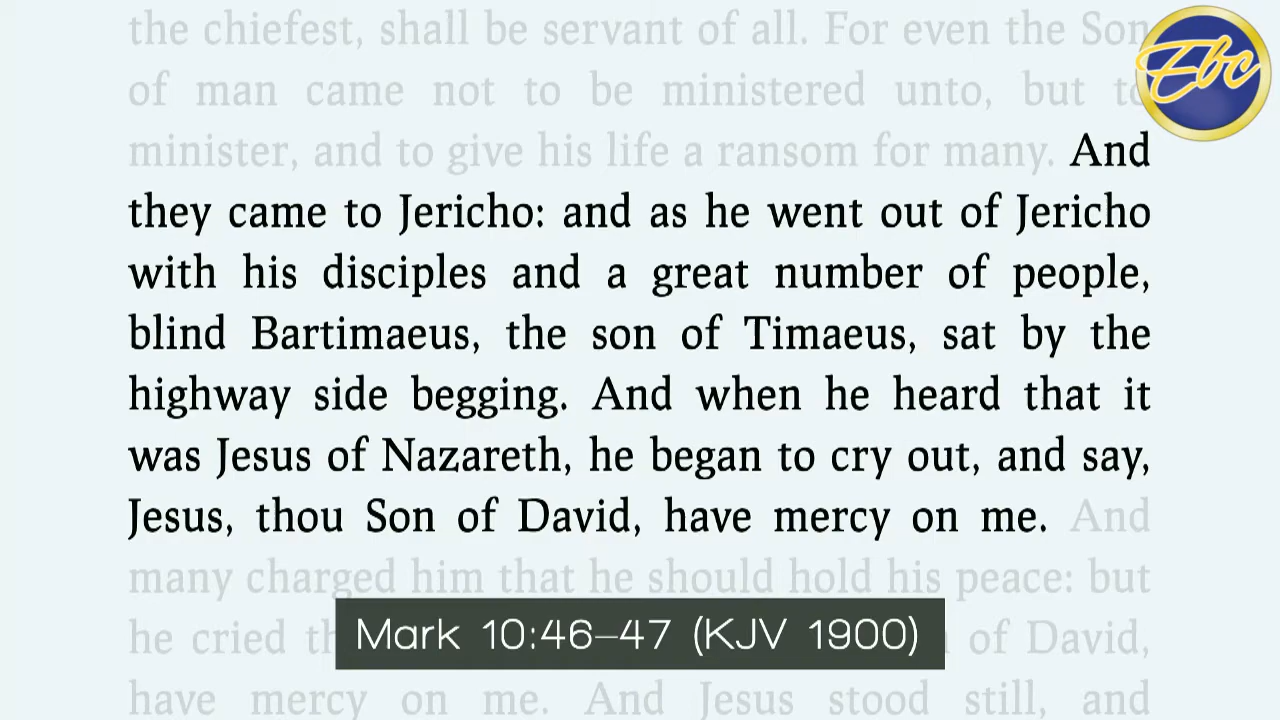 the chiefest, shall be servant of all. For even the Son
of man came not to be ministered unto, but to
minister, and to give his life a ransom for many. And
they came to Jericho: and as he went out of Jericho
with his disciples and a great number of people,
blind Bartimaeus, the son of Timaeus, sat by the
highway side begging. And when he heard that it
was Jesus of Nazareth, he began to cry out, and say,
Jesus, thou Son of David, have mercy on me. And
many charged him that he should hold his peace: but
he cried of David,
have mercy on me. And Jesus stood still, and
Mark 10:46–47 (KJV 1900)
Ebc